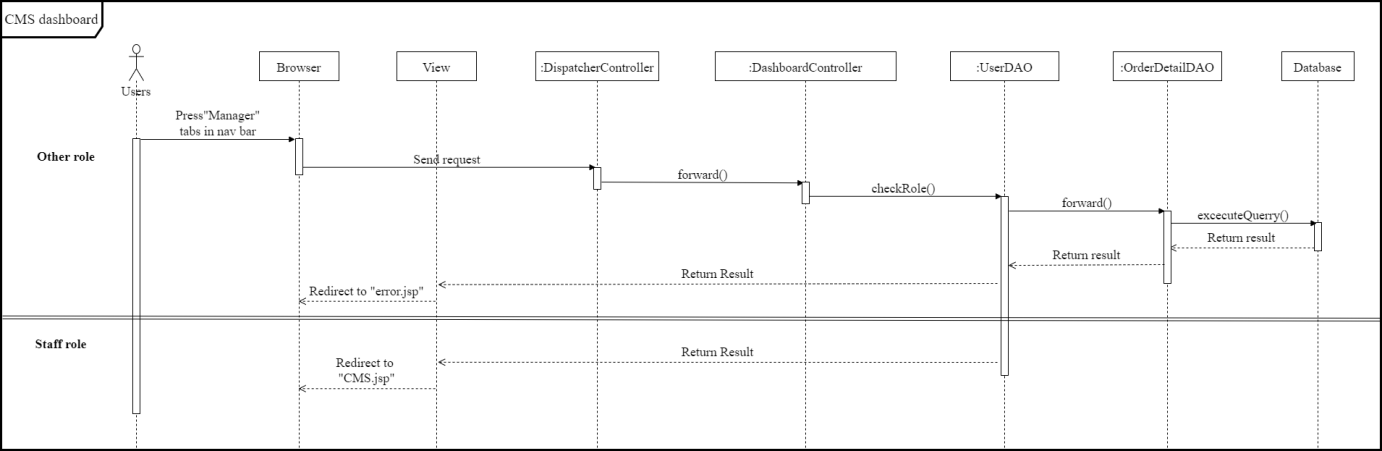 CMS dashboard
Users
Browser
View
:DispatcherController
:DashboardController
:UserDAO
:OrderDetailDAO
Database
Press"Manager"
tabs in nav bar
Other role
Send request
forward()
checkRole()
forward()
excecuteQuerry()
Return result
Return result
Return Result
Redirect to "error.jsp"
Staff role
Return Result
Redirect to
"CMS.jsp"